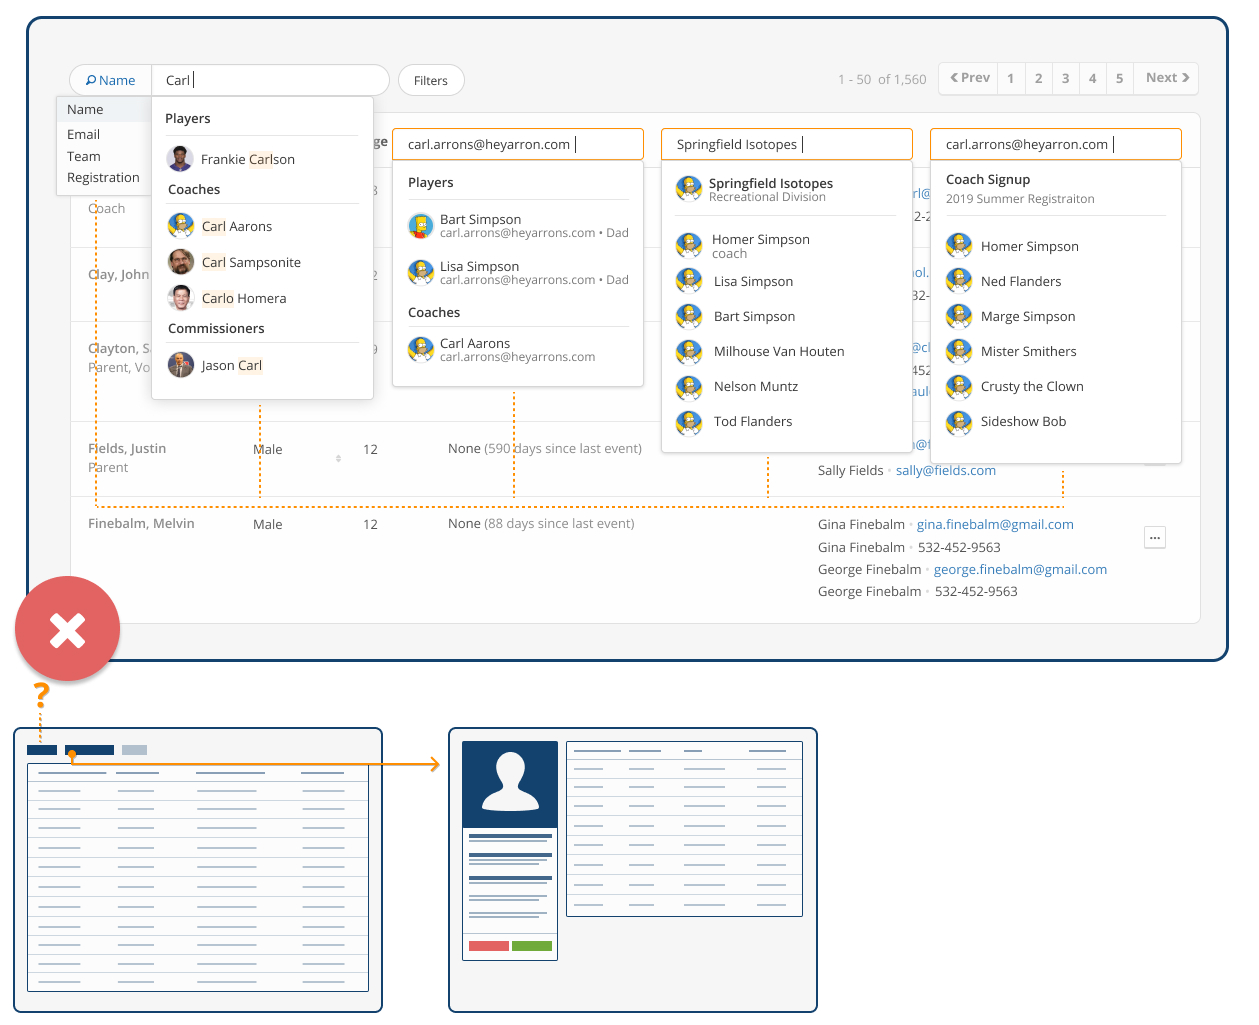 Name
Carl
Filters
1 - 50 of 1,560
Prev 1 2 3 4 5 Next
Name
Email
Team
Registration
Players
Frankie Carlson
Coaches
Carl Aarons
Carl Sampsonite
Carlo Homera
Commissioners
Jason Carl
ge
carl.arrons@heyarron.com
Players
Bart Simpson
carl.arrons@heyarrons.com • Dad
Lisa Simpson
carl.arrons@heyarrons.com • Dad
Coaches
Carl Aarons
carl.arrons@heyarrons.com
Springfield Isotopes
Springfield Isotopes
Recreational Division
Homer Simpson
coach
Lisa Simpson
Bart Simpson
Milhouse Van Houten
Nelson Muntz
Tod Flanders
carl.arrons@heyarron.com
Coach Signup
2019 Summer Registraiton
Homer Simpson
Ned Flanders
Marge Simpson
Mister Smithers
Crusty the Clown
Sideshow Bob
Coach
Clay, John
Clayton, S
Parent, Vo
Fields, Justin
Parent
Male
12
None (590 days since last event)
Sally Fields • sally@fields.com
Finebalm, Melvin
Male
12
None (88 days since last event)
Gina Finebalm • gina.finebalm@gmail.com
Gina Finebalm • 532-452-9563
George Finebalm • george.finebalm@gmail.com
George Finebalm • 532-452-9563
...
?